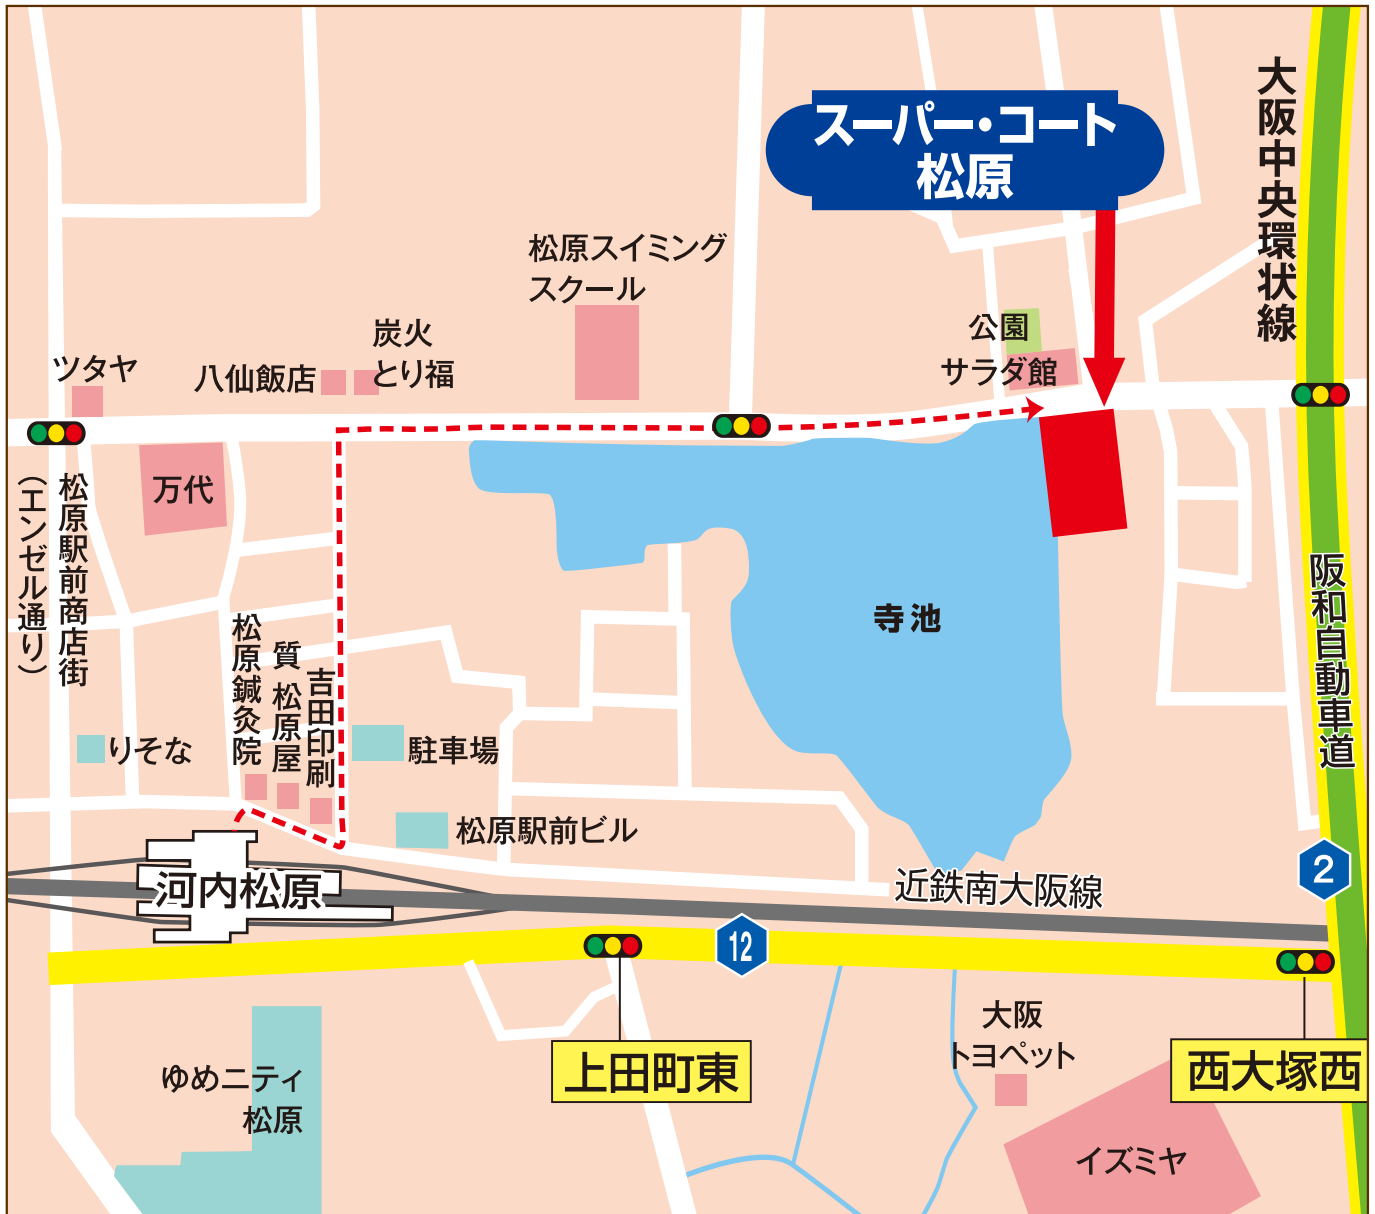 スーパー・コート
松原
大阪中央環状線
松原スイミング
スクール
炭火
とり福
八仙飯店
ツタヤ
公園
サラダ館
万代
松原駅前商店街
（エンゼル通り）
寺池
阪和自動車道
松原鍼灸院
質 松原屋
吉田印刷
りそな
駐車場
松原駅前ビル
河内松原
近鉄南大阪線
2
12
上田町東
西大塚西
大阪
トヨペット
ゆめニティ
松原
イズミヤ